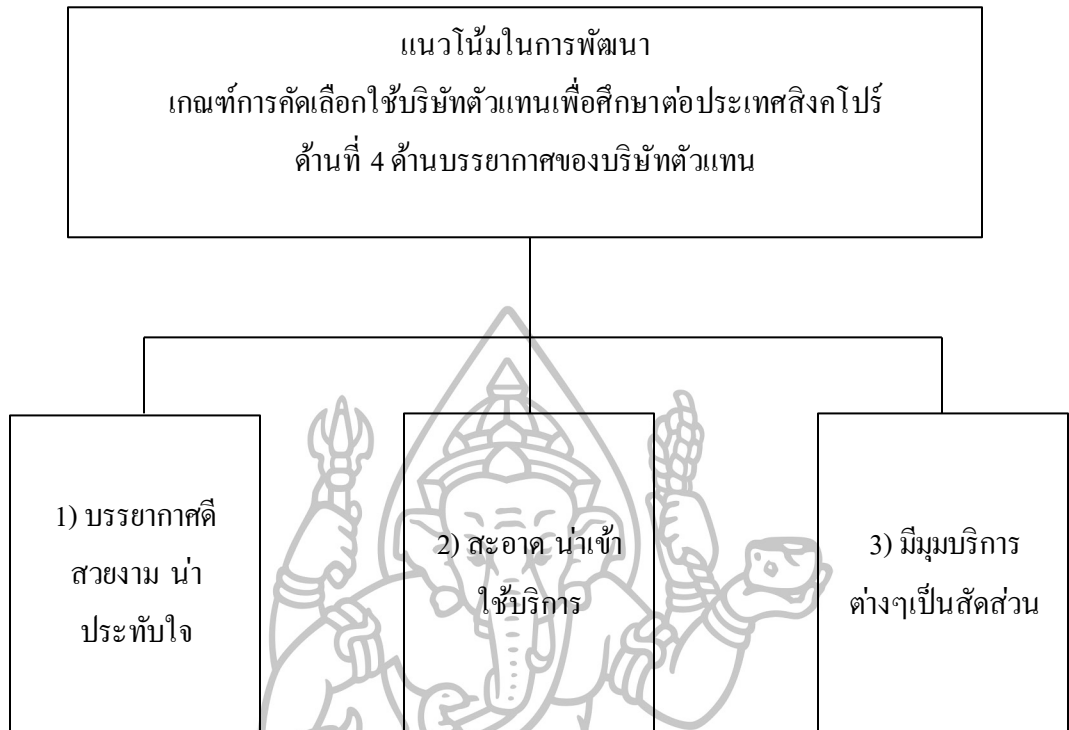 แนวโน้มในการพัฒนา
เกณฑ์การคัดเลือกใช้บริษัทตัวแทนเพื่อศึกษาต่อประเทศสิงคโปร์
ด้านที่ 4 ด้านบรรยากาศของบริษัทตัวแทน
1) บรรยากาศดี
สวยงาม น่า
ประทับใจ
2) สะอาด น่าเข้า
ใช้บริการ
3) มีมุมบริการ
ต่างๆเป็นสัดส่วน